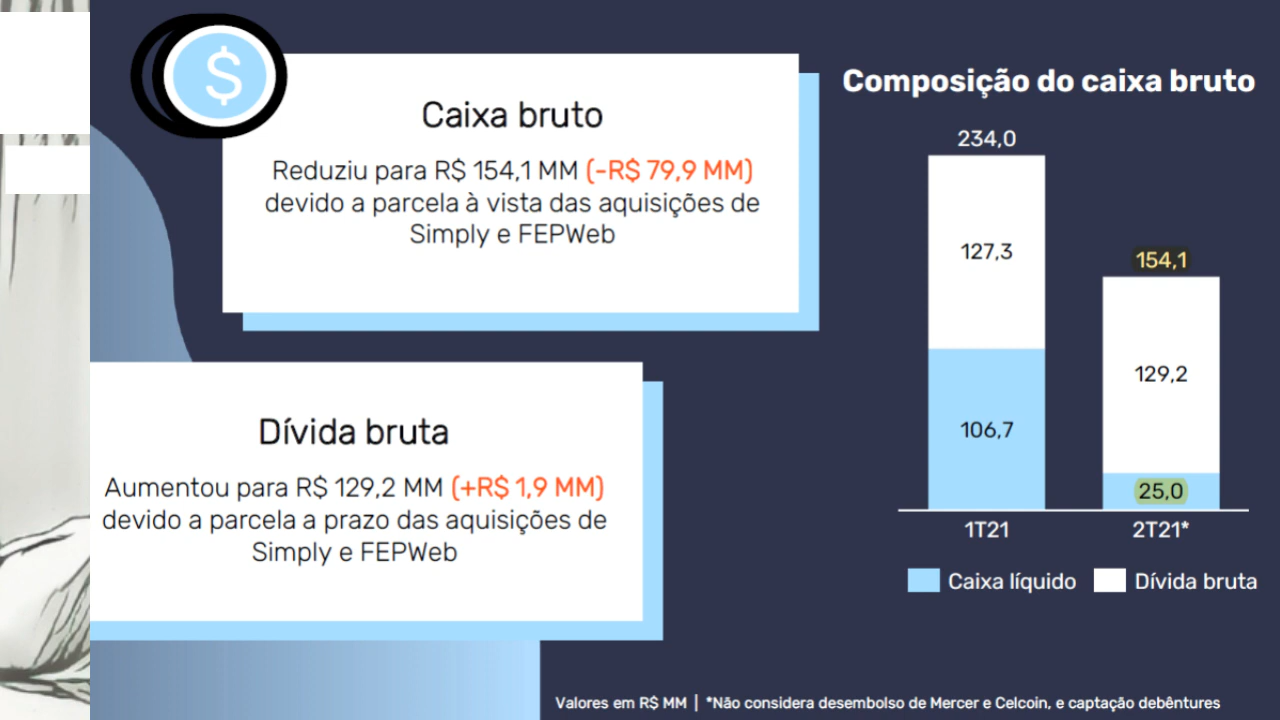 $
Caixa bruto
Reduziu para R$ 154,1 MM (-R$ 79,9 MM)
devido a parcela à vista das aquisições de
Simply e FEPWeb
Dívida bruta
Aumentou para R$ 129,2 MM (+R$ 1,9 MM)
devido a parcela a prazo das aquisições de
Simply e FEPWeb
Composição do caixa bruto
234,0
127,3
106,7
154,1
129,2
25,0
1T21 2T21*
Caixa líquido Dívida bruta
Valores em R$ MM | *Não considera desembolso de Mercer e Celcoin, e captação debêntures